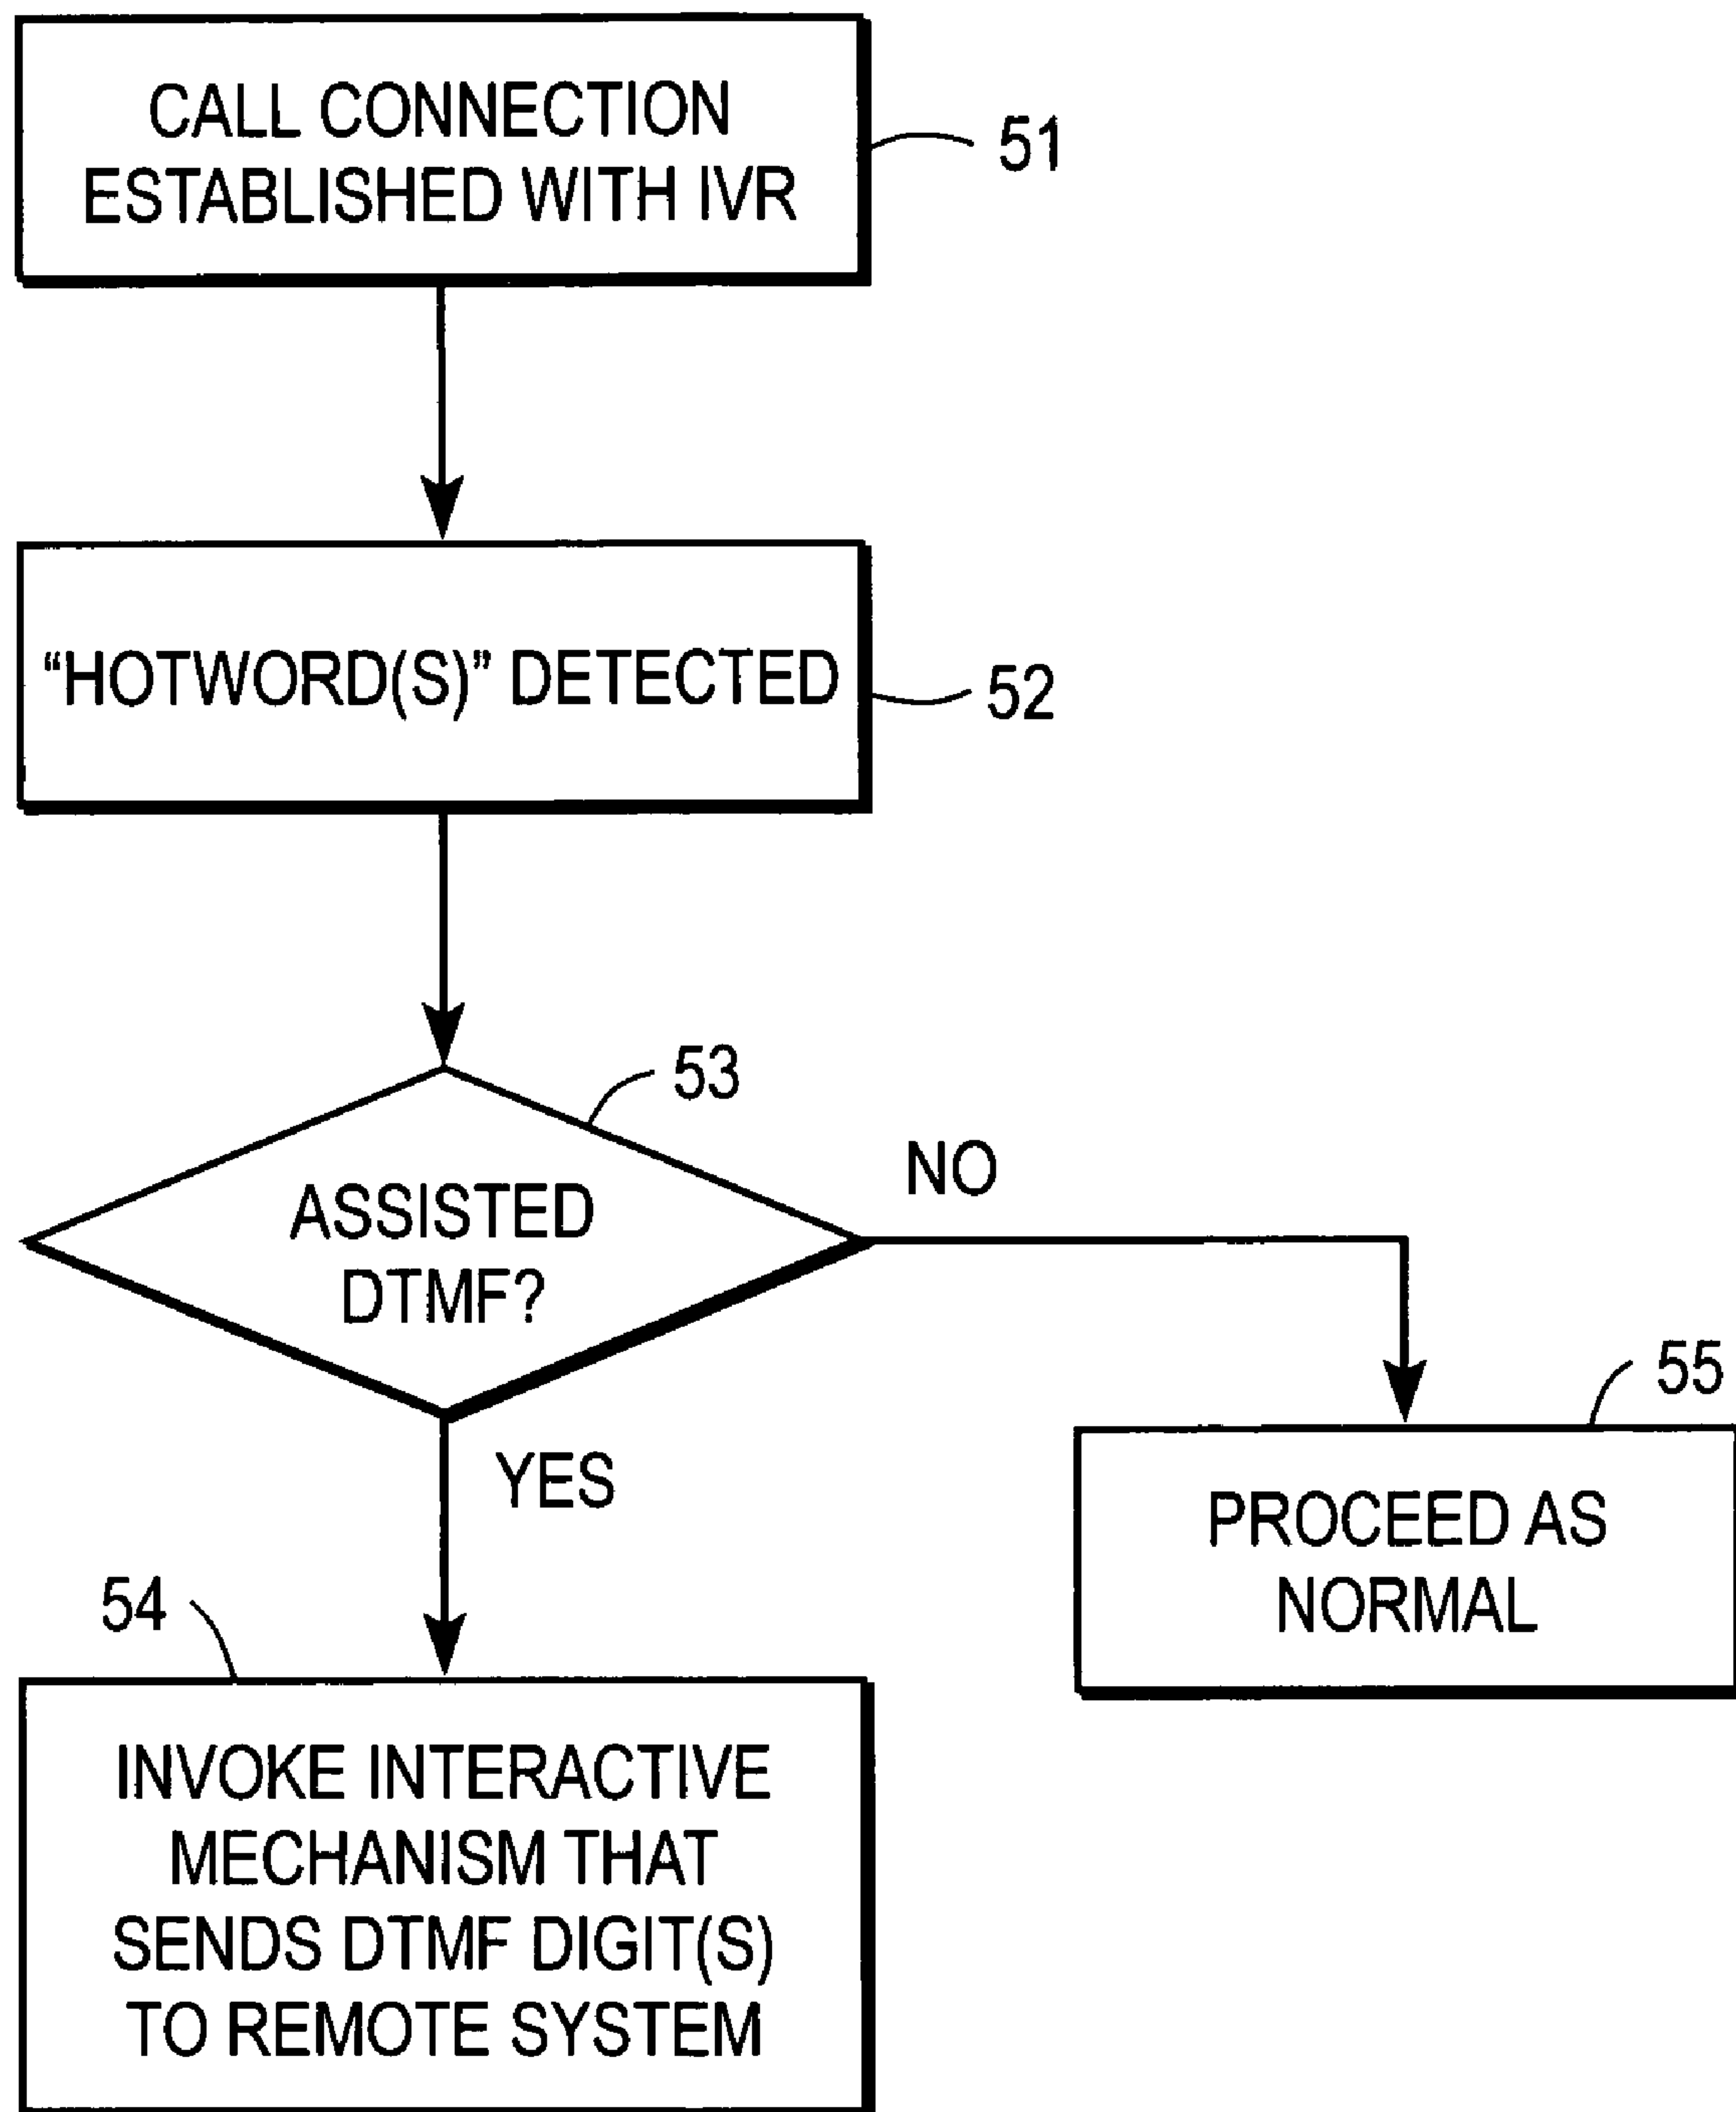 CALL CONNECTION
ESTABLISHED WITH IVR
51
“HOTWORD(S)” DETECTED
52
53
ASSISTED
DTMF?
NO
YES
55
PROCEED AS
NORMAL
54
INVOKE INTERACTIVE
MECHANISM THAT
SENDS DTMF DIGIT(S)
TO REMOTE SYSTEM